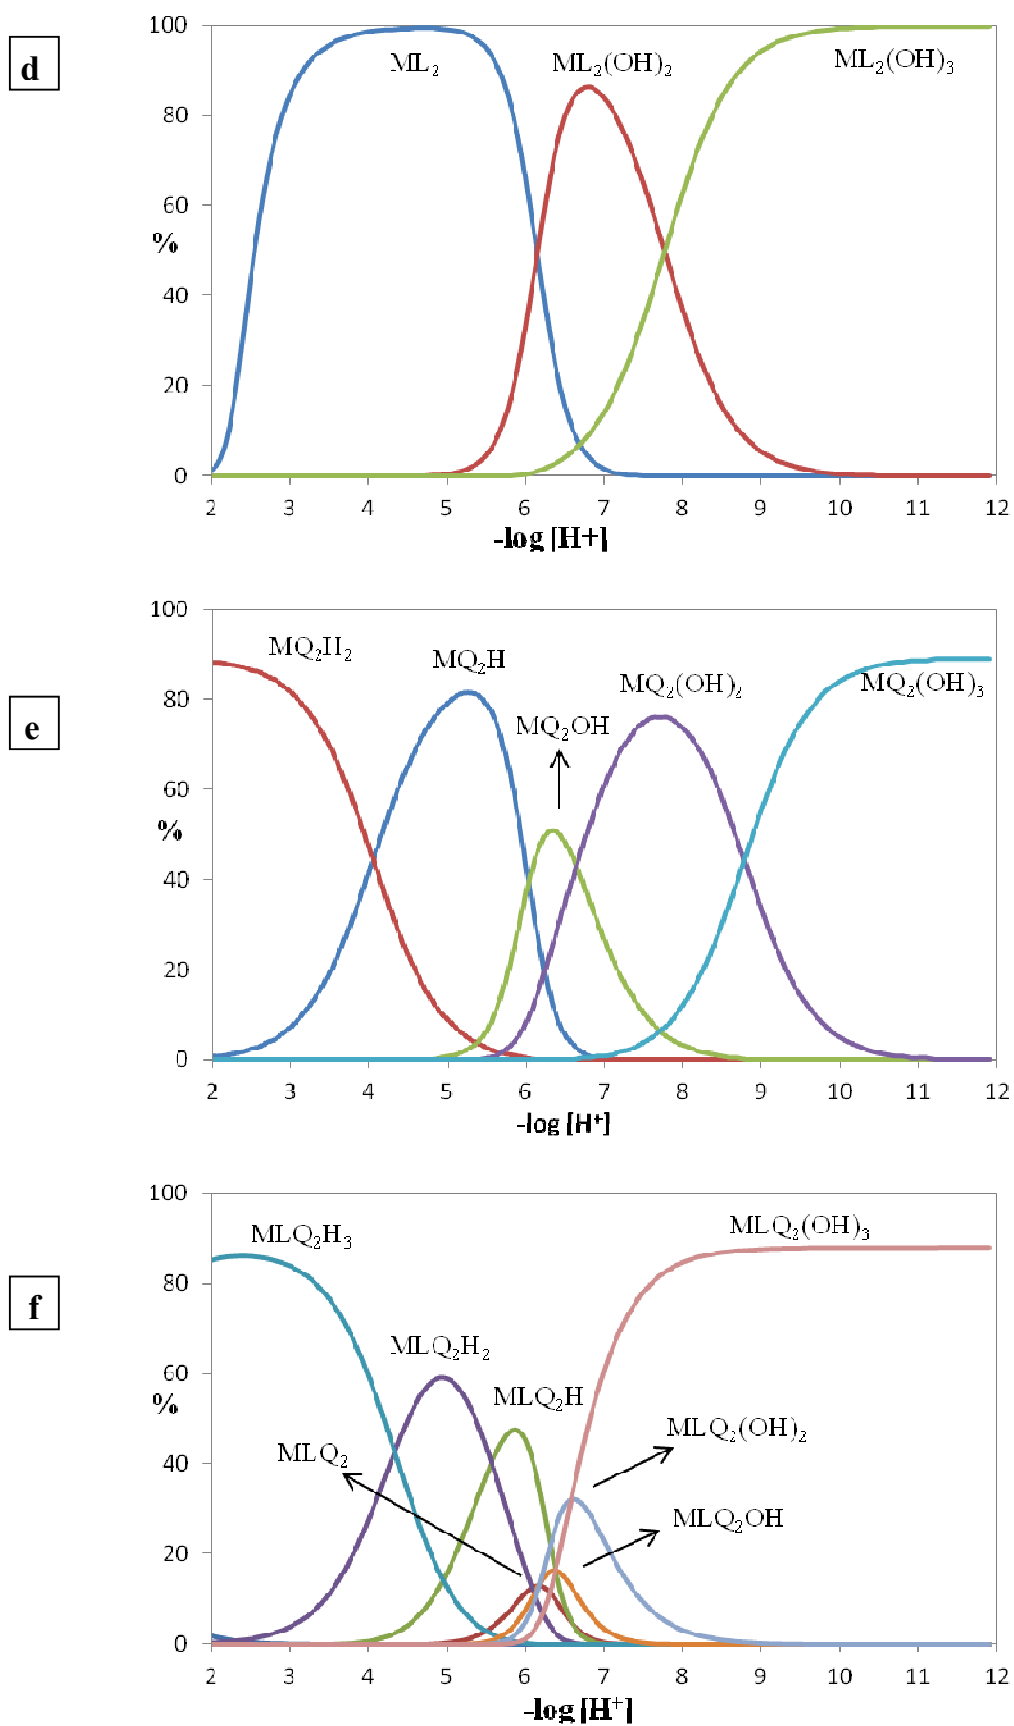 d
100
80
60
%
40
20
0
ML₂
ML₂(OH)₂
ML₂(OH)₃
2 3 4 5 6 7 8 9 10 11 12
-log [H+]
e
100
80
60
%
40
20
0
MQ₂H₂
MQ₂H
MQ₂OH
MQ₂(OH)₂
MQ₂(OH)₃
2 3 4 5 6 7 8 9 10 11 12
-log [H⁺]
f
100
80
60
%
40
20
0
MLQ₂H₃
MLQ₂H₂
MLQ₂H
MLQ₂
MLQ₂(OH)₃
MLQ₂(OH)₂
MLQ₂OH
2 3 4 5 6 7 8 9 10 11 12
-log [H⁺]